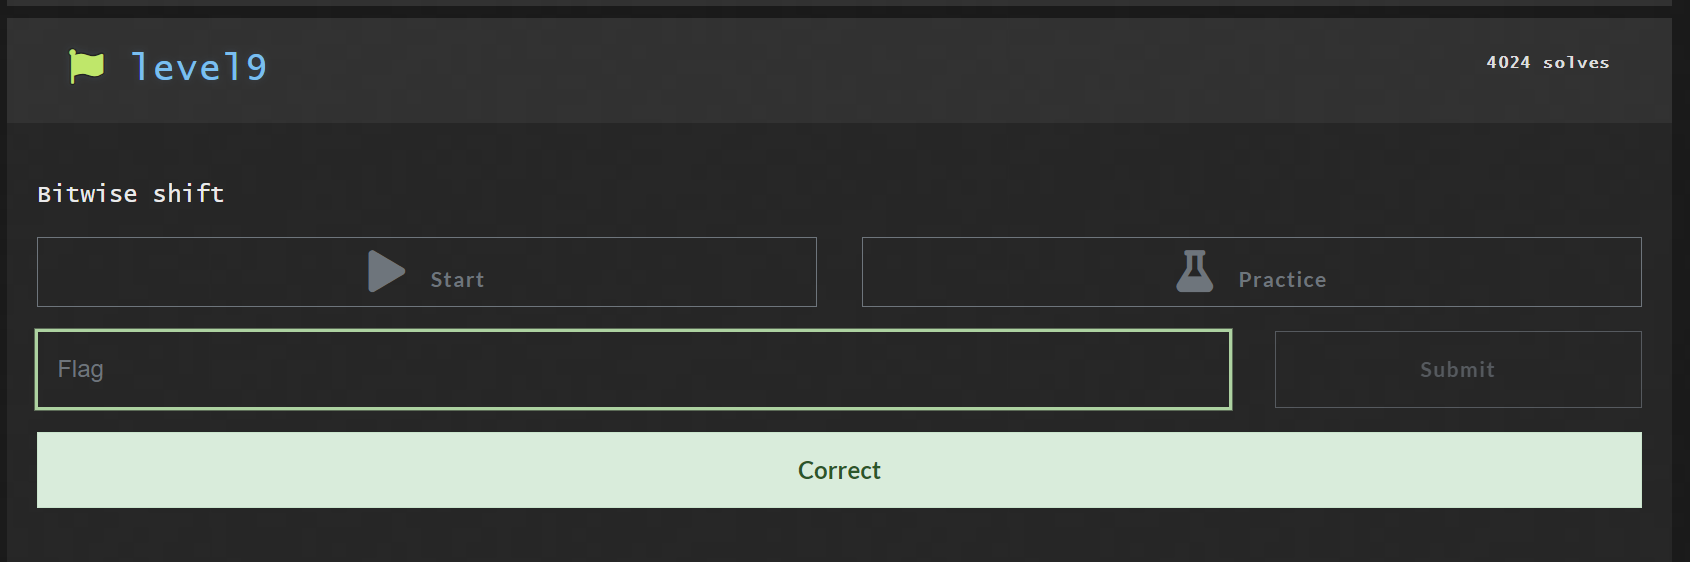 level9
4024 solves
Bitwise shift
Start
Practice
Flag
Submit
Correct